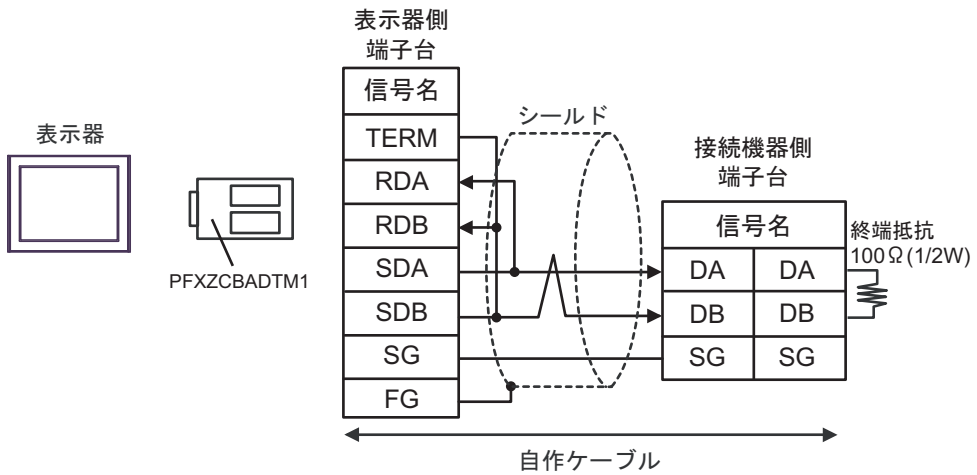 表示器側
端子台
信号名
TERM
RDA
RDB
SDA
SDB
SG
FG
表示器
PFXZCBADTM1
シールド
接続機器側
端子台
信号名
DA DA
DB DB
SG SG
終端抵抗
100Ω(1/2W)
自作ケーブル